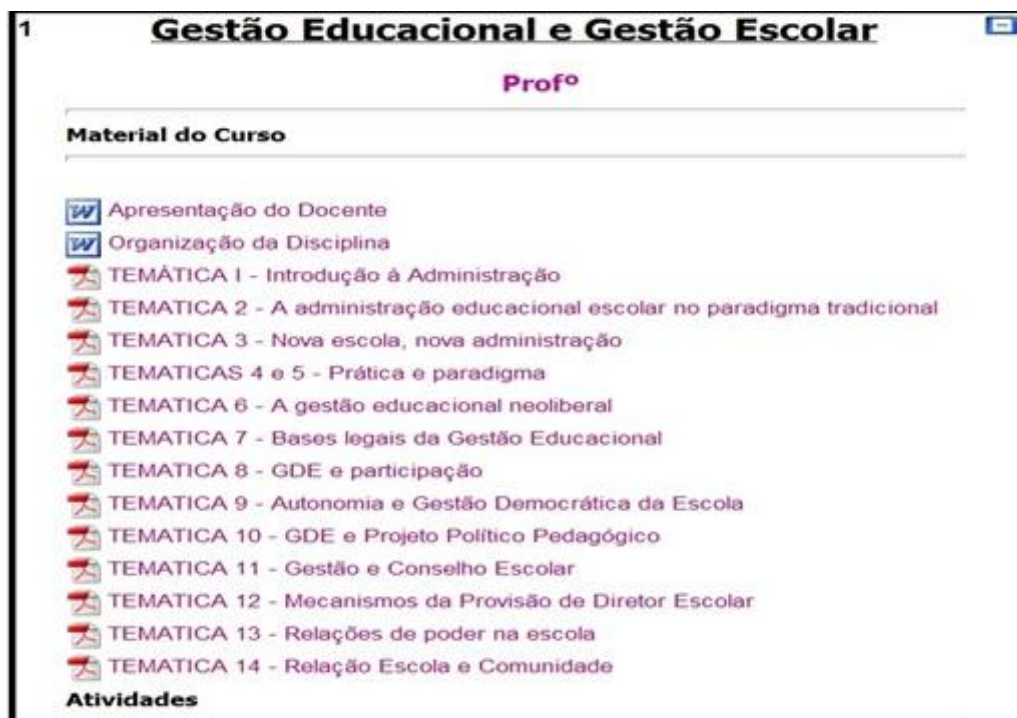 1
Gestão Educacional e Gestão Escolar
Profº
Material do Curso
Apresentação do Docente
Organização da Disciplina
TEMÁTICA I - Introdução à Administração
TEMATICA 2 - A administração educacional escolar no paradigma tradicional
TEMATICA 3 - Nova escola, nova administração
TEMATICAS 4 e 5 - Prática e paradigma
TEMATICA 6 - A gestão educacional neoliberal
TEMATICA 7 - Bases legais da Gestão Educacional
TEMATICA 8 - GDE e participação
TEMATICA 9 - Autonomia e Gestão Democrática da Escola
TEMATICA 10 - GDE e Projeto Político Pedagógico
TEMATICA 11 - Gestão e Conselho Escolar
TEMATICA 12 - Mecanismos da Provisão de Diretor Escolar
TEMATICA 13 - Relações de poder na escola
TEMATICA 14 - Relação Escola e Comunidade
Atividades